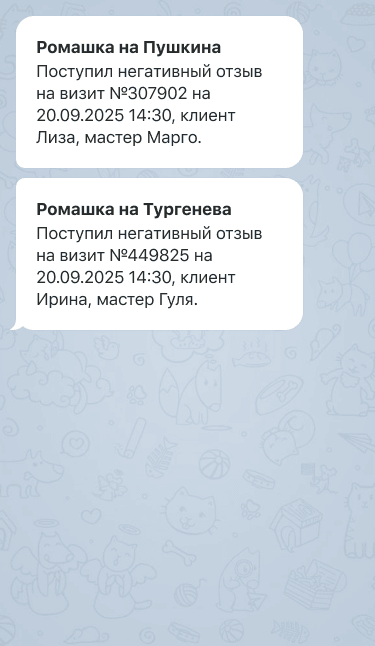 Ромашка на Пушкина
Поступил негативный отзыв
на визит №307902 на
20.09.2025 14:30, клиент
Лиза, мастер Марго.
Ромашка на Тургенева
Поступил негативный отзыв
на визит №449825 на
20.09.2025 14:30, клиент
Ирина, мастер Гуля.